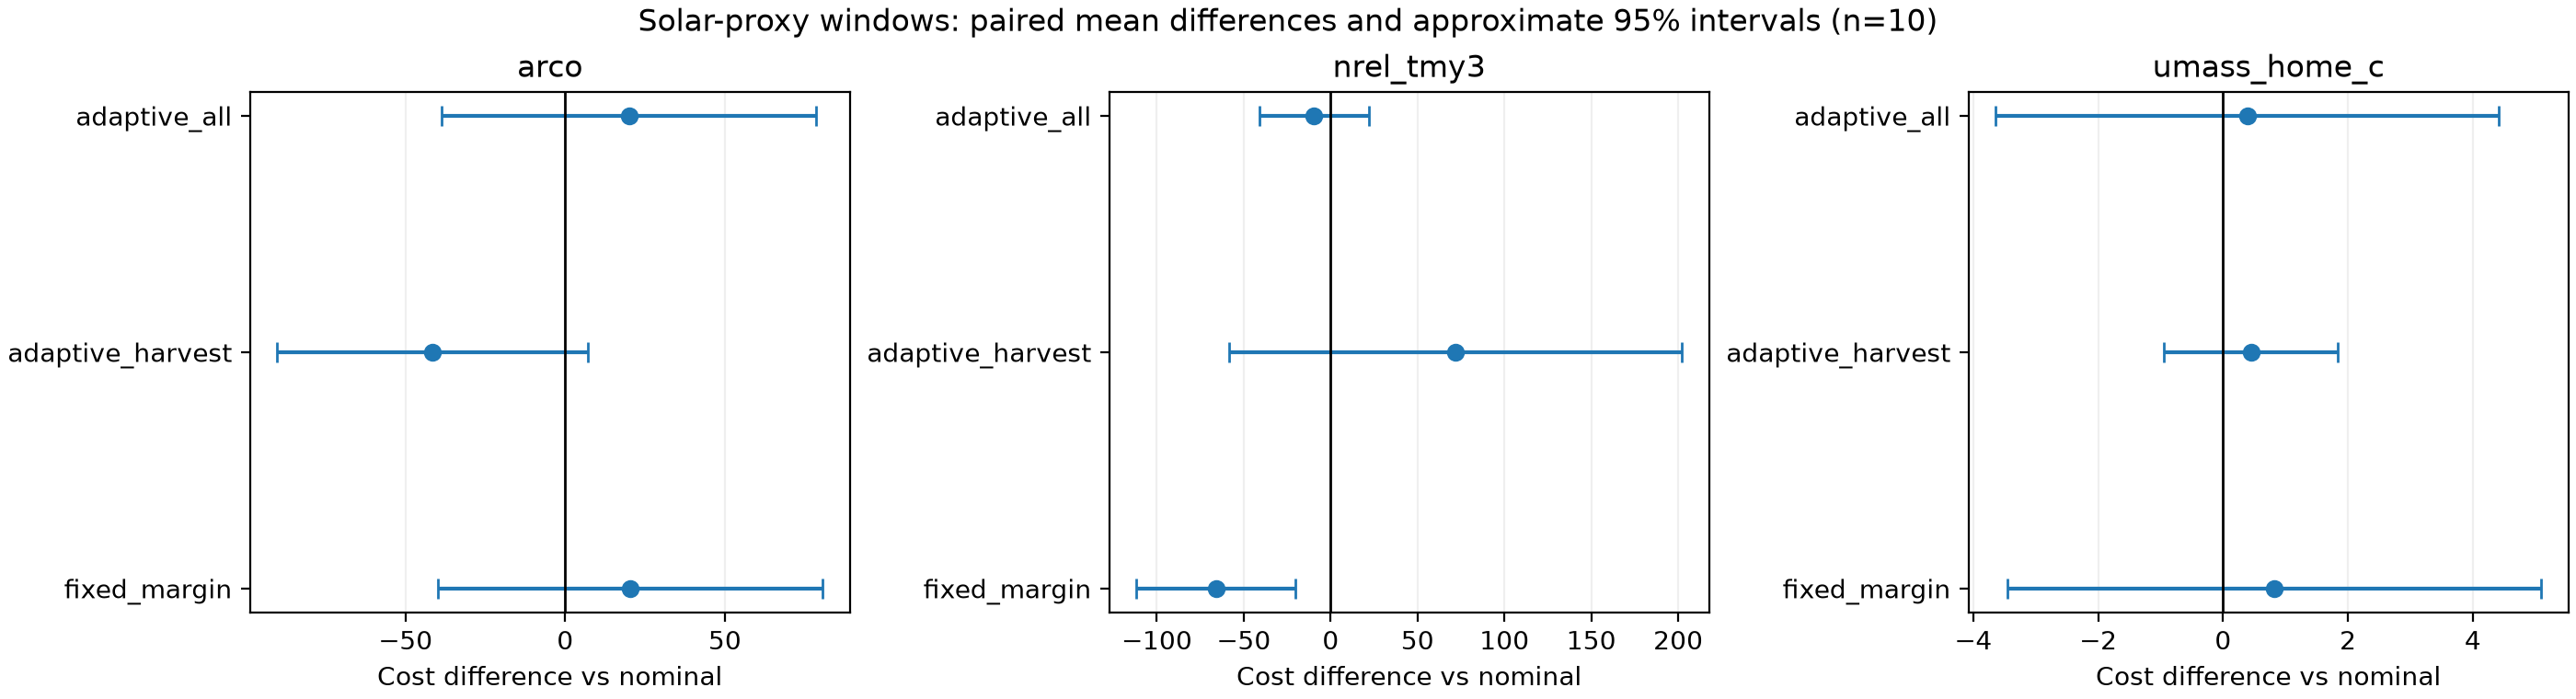 Solar-proxy windows: paired mean differences and approximate 95% intervals (n=10)
arco
adaptive_all
adaptive_harvest
fixed_margin
−50 0 50
Cost difference vs nominal
nrel_tmy3
adaptive_all
adaptive_harvest
fixed_margin
−100 −50 0 50 100 150 200
Cost difference vs nominal
umass_home_c
adaptive_all
adaptive_harvest
fixed_margin
−4 −2 0 2 4
Cost difference vs nominal